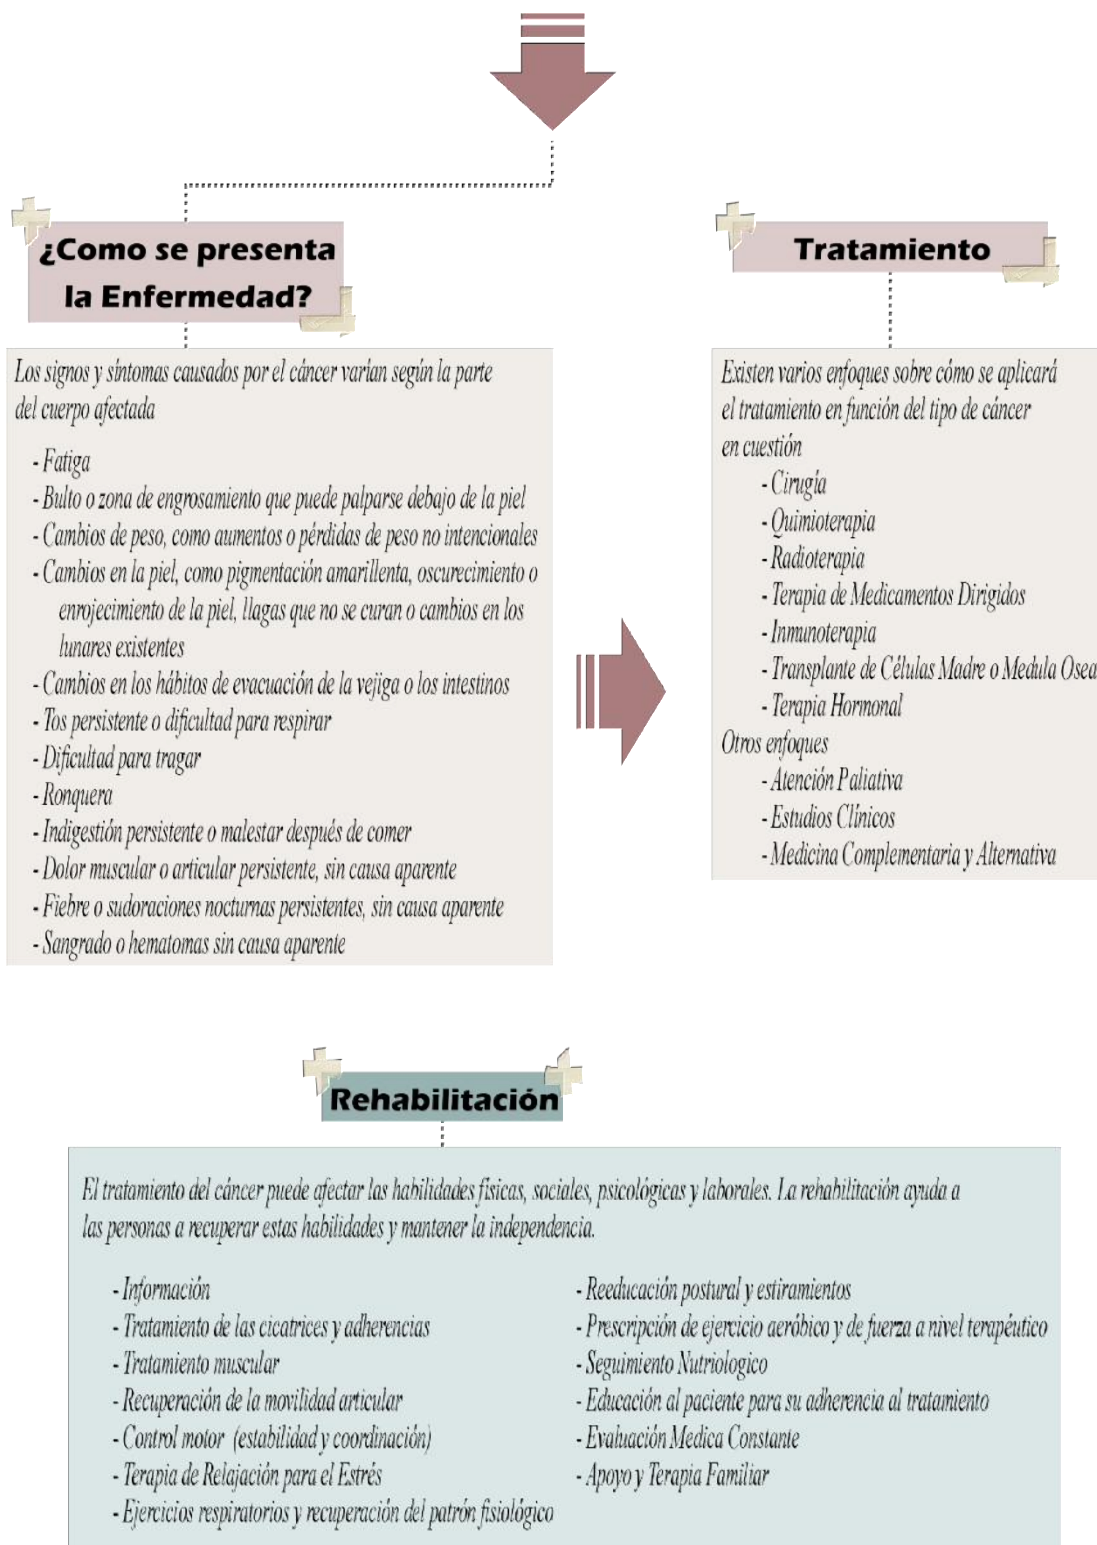 ¿Como se presenta
la Enfermedad?
Los signos y síntomas causados por el cáncer varían según la parte
del cuerpo afectada
- Fatiga
- Bulto o zona de engrosamiento que puede palparse debajo de la piel
- Cambios de peso, como aumentos o pérdidas de peso no intencionales
- Cambios en la piel, como pigmentación amarillenta, oscurecimiento o
enrojecimiento de la piel, llagas que no se curan o cambios en los
lunares existentes
- Cambios en los hábitos de evacuación de la vejiga o los intestinos
- Tos persistente o dificultad para respirar
- Dificultad para tragar
- Ronquera
- Indigestión persistente o malestar después de comer
- Dolor muscular o articular persistente, sin causa aparente
- Fiebre o sudoraciones nocturnas persistentes, sin causa aparente
- Sangrado o hematomas sin causa aparente
Tratamiento
Existen varios enfoques sobre cómo se aplicará
el tratamiento en función del tipo de cáncer
en cuestión
- Cirugía
- Quimioterapia
- Radioterapia
- Terapia de Medicamentos Dirigidos
- Inmunoterapia
- Transplante de Células Madre o Medula Osea
- Terapia Hormonal
Otros enfoques
- Atención Paliativa
- Estudios Clínicos
- Medicina Complementaria y Alternativa
Rehabilitación
El tratamiento del cáncer puede afectar las habilidades físicas, sociales, psicológicas y laborales. La rehabilitación ayuda a
las personas a recuperar estas habilidades y mantener la independencia.
- Información
- Tratamiento de las cicatrices y adherencias
- Tratamiento muscular
- Recuperación de la movilidad articular
- Control motor (estabilidad y coordinación)
- Terapia de Relajación para el Estrés
- Ejercicios respiratorios y recuperación del patrón fisiológico
- Reeducación postural y estiramientos
- Prescripción de ejercicio aeróbico y de fuerza a nivel terapéutico
- Seguimiento Nutriologico
- Educación al paciente para su adherencia al tratamiento
- Evaluación Medica Constante
- Apoyo y Terapia Familiar